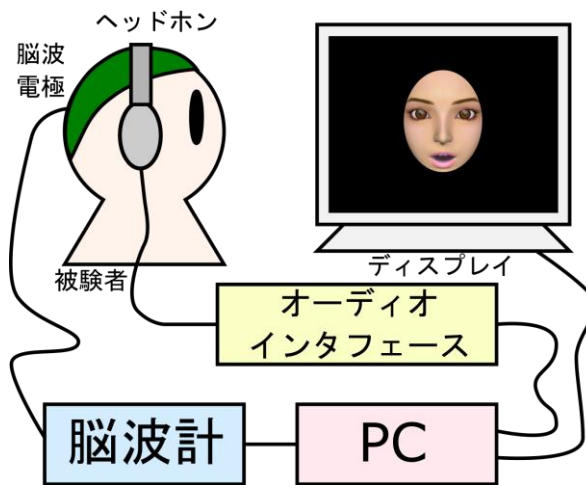 ヘッドホン
脳波
電極
被験者
ディスプレイ
オーディオ
インタフェース
脳波計
PC